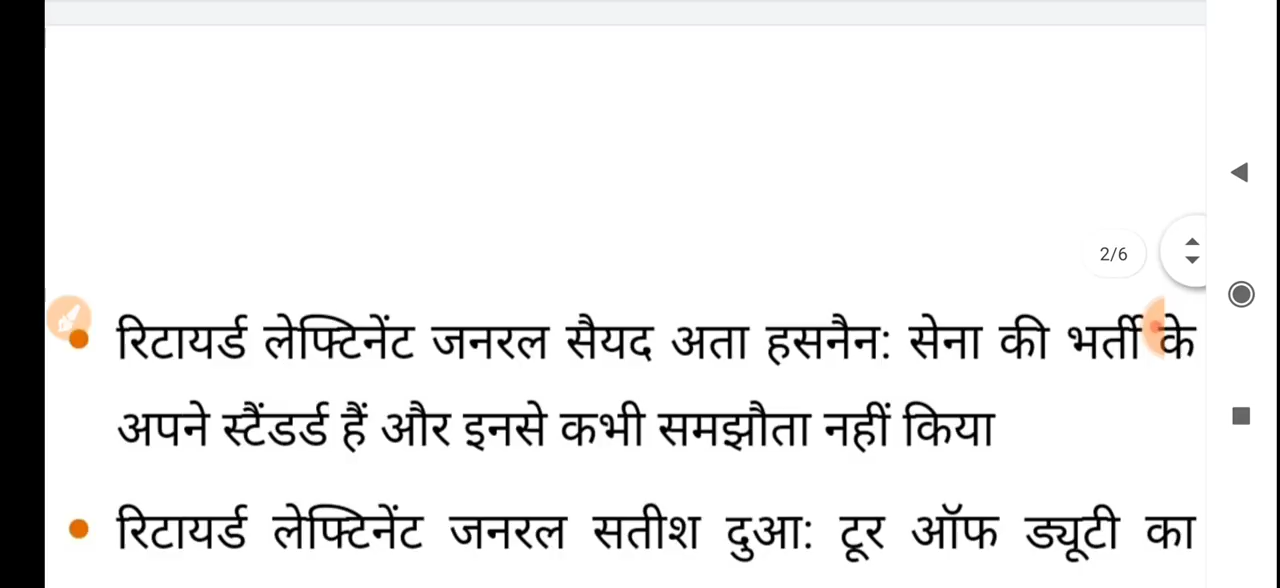 2/6
रिटायर्ड लेफ्टिनेंट जनरल सैयद अता हसनैन: सेना की भर्ती के
अपने स्टैंडर्ड हैं और इनसे कभी समझौता नहीं किया
रिटायर्ड लेफ्टिनेंट जनरल सतीश दुआ: टूर ऑफ ड्यूटी का